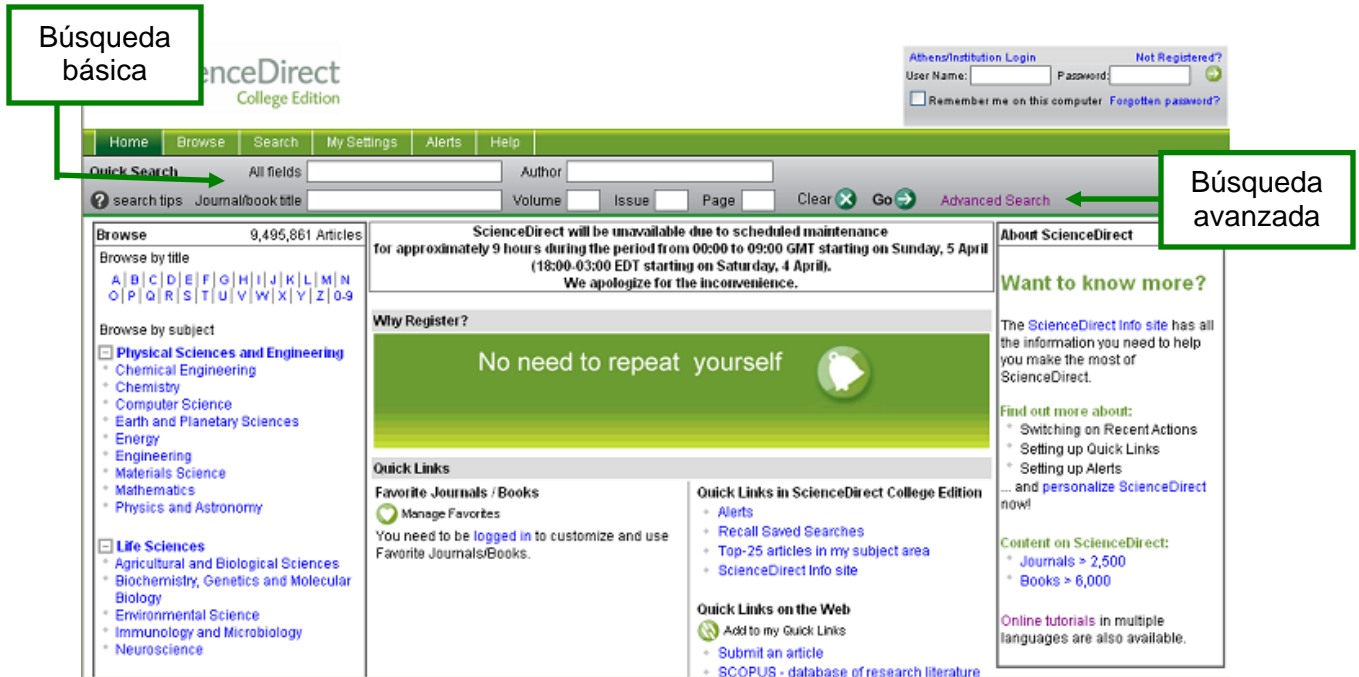 Búsqueda
básica
enceDirect
College Edition
Athens/Institution Login Not Registered?
User Name: Password:
Remember me on this computer Forgotten password?
Home Browse Search My Settings Alerts Help
Quick Search All fields Author
search tips Journal/book title Volume Issue Page Clear Go Advanced Search
Búsqueda
avanzada
Browse 9,495,861 Articles
Browse by title
A B C D E F G H I J K L M N
O P Q R S T U V W X Y Z 0-9
Browse by subject
Physical Sciences and Engineering
Chemical Engineering
Chemistry
Computer Science
Earth and Planetary Sciences
Energy
Engineering
Materials Science
Mathematics
Physics and Astronomy
Life Sciences
Agricultural and Biological Sciences
Biochemistry, Genetics and Molecular
Biology
Environmental Science
Immunology and Microbiology
Neuroscience
ScienceDirect will be unavailable due to scheduled maintenance
for approximately 9 hours during the period from 00:00 to 09:00 GMT starting on Sunday, 5 April
(18:00-03:00 EDT starting on Saturday, 4 April).
We apologize for the inconvenience.
Why Register?
No need to repeat yourself
Quick Links
Favorite Journals / Books
Manage Favorites
You need to be logged in to customize and use
Favorite Journals/Books.
Quick Links in ScienceDirect College Edition
Alerts
Recall Saved Searches
Top-25 articles in my subject area
ScienceDirect Info site
Quick Links on the Web
Add to my Quick Links
Submit an article
SCOPUS - database of research literature
About ScienceDirect
Want to know more?
The ScienceDirect Info site has all
the information you need to help
you make the most of
ScienceDirect.
Find out more about:
Switching on Recent Actions
Setting up Quick Links
Setting up Alerts
... and personalize ScienceDirect
now!
Content on ScienceDirect:
Journals > 2,500
Books > 6,000
Online tutorials in multiple
languages are also available.